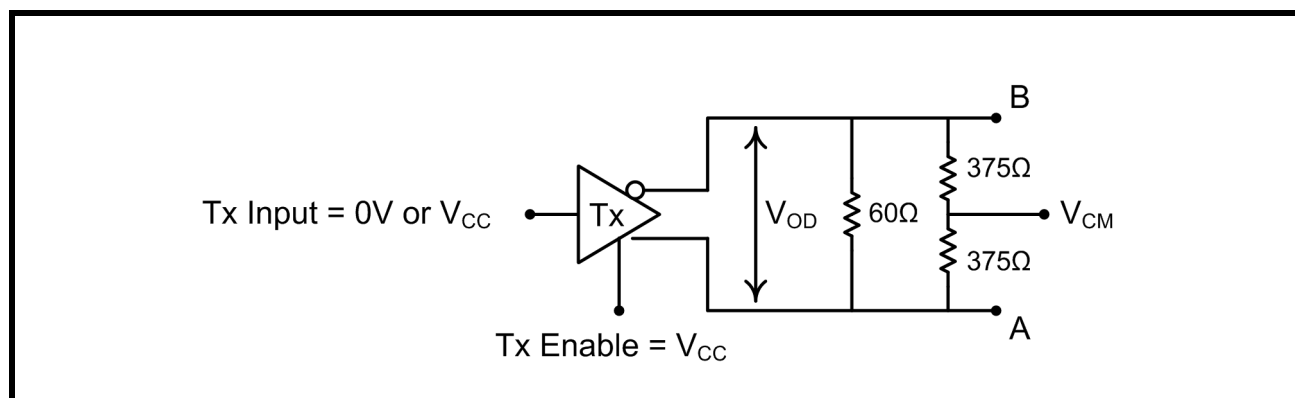 B
375Ω
Tx Input = 0V or VCC
Tx
VOD
60Ω
VCM
375Ω
A
Tx Enable = VCC